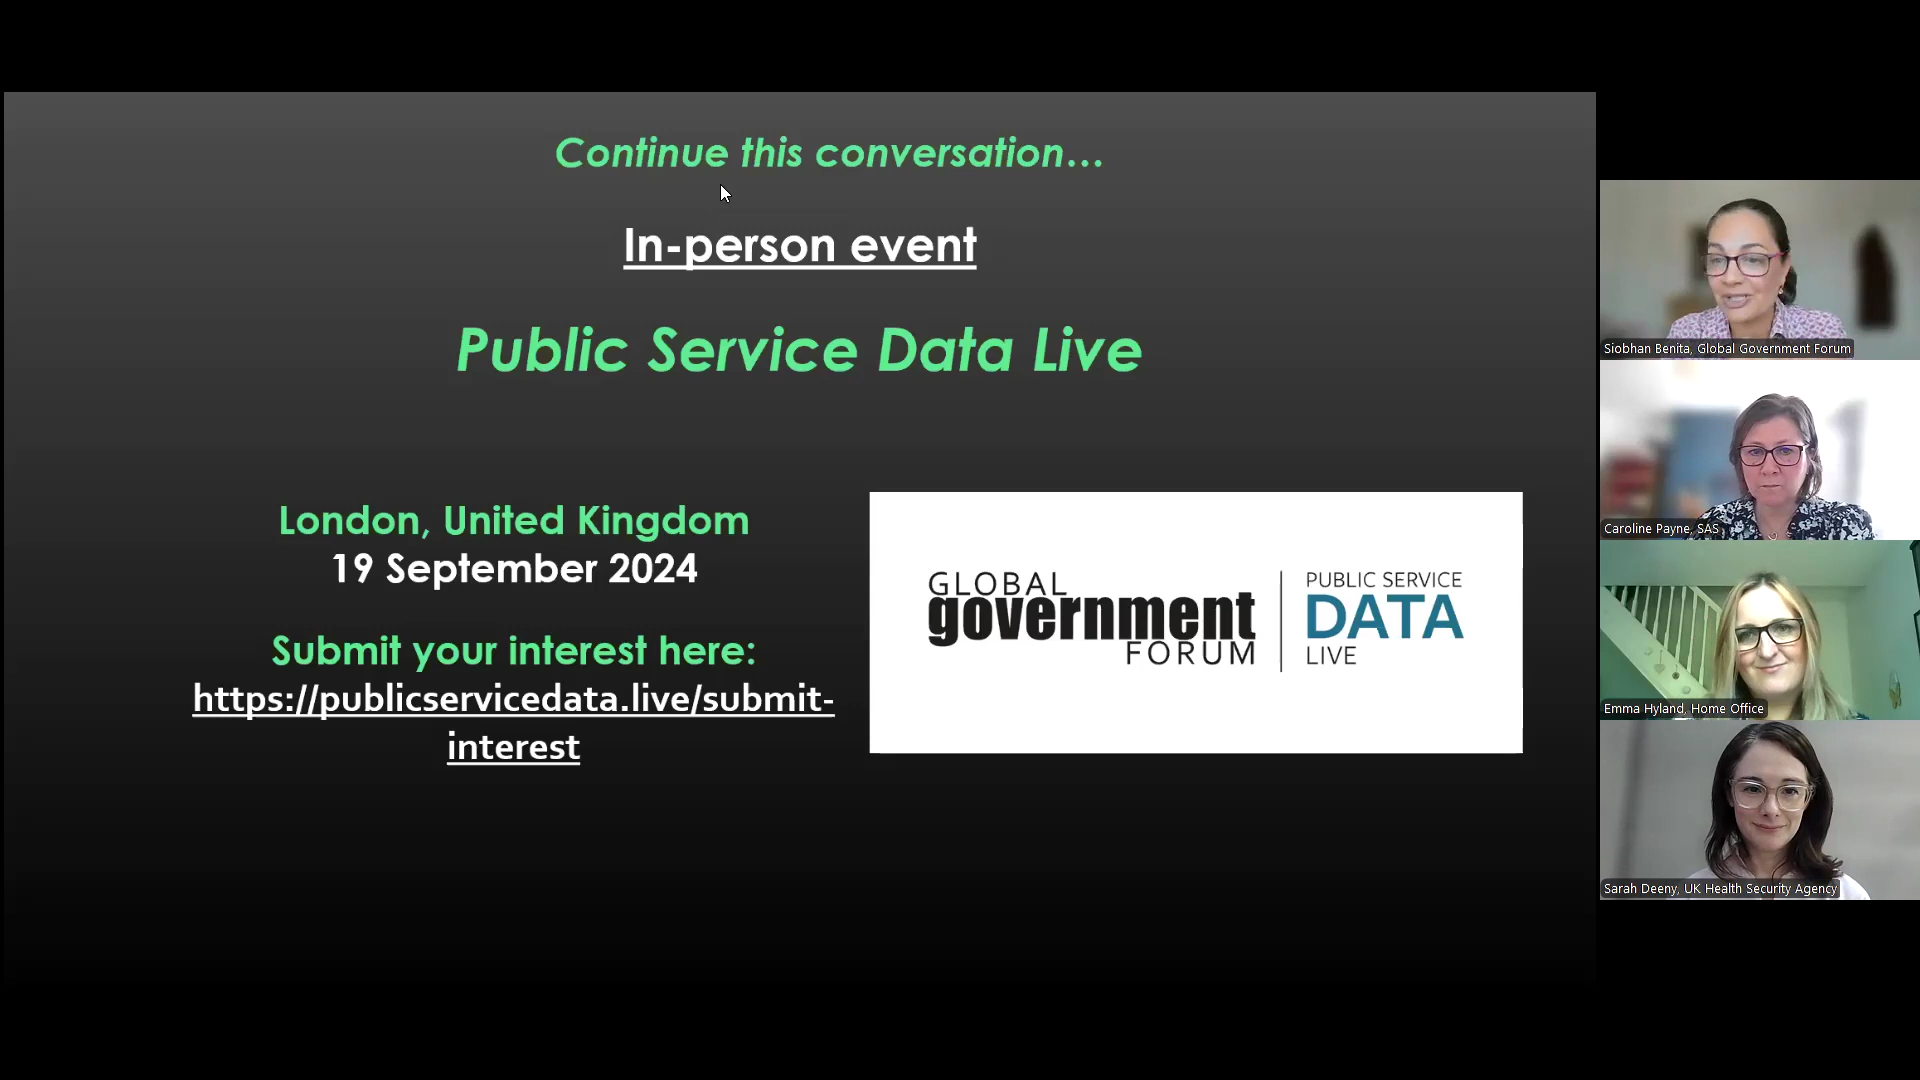 Continue this conversation…
In-person event
Public Service Data Live
London, United Kingdom
19 September 2024
Submit your interest here:
https://publicservicedata.live/submit-
interest
GLOBAL
government
FORUM
PUBLIC SERVICE
DATA
LIVE
Siobhan Benita, Global Government Forum
Caroline Payne, SAS
Emma Hyland, Home Office
Sarah Deeny, UK Health Security Agency